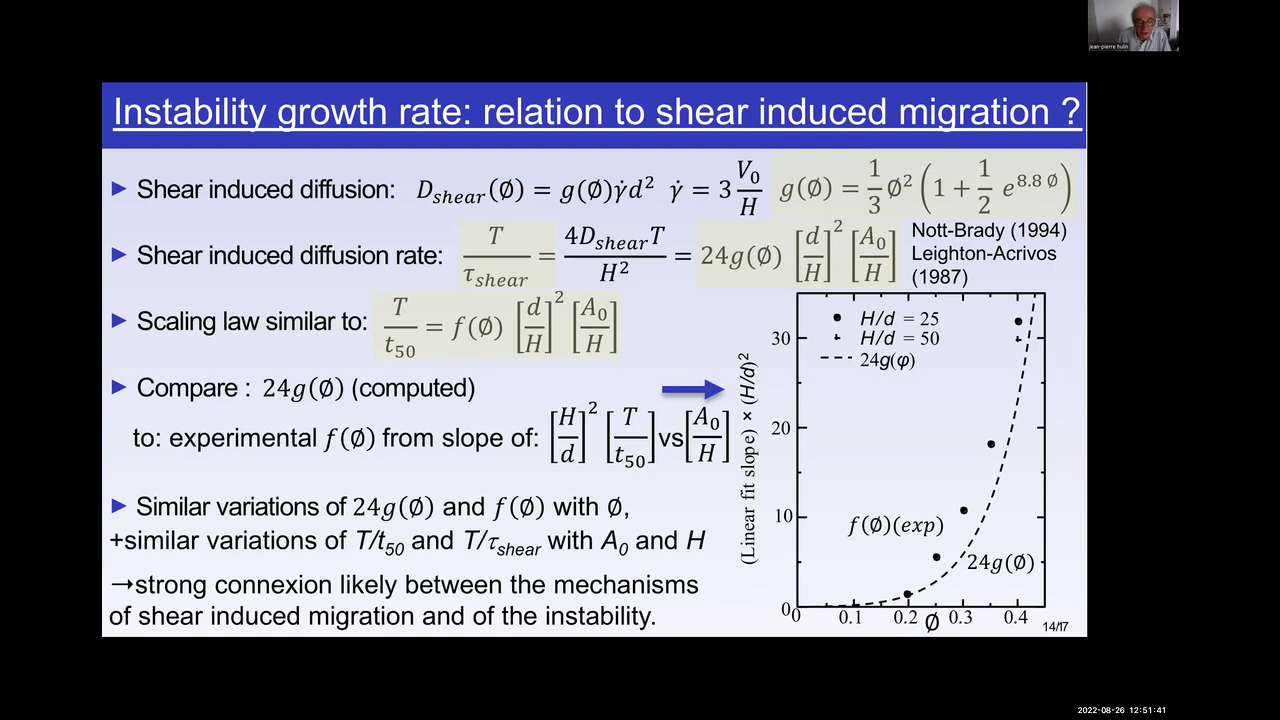 jean-pierre hulin
Instability growth rate: relation to shear induced migration ?
► Shear induced diffusion: D_shear(Ø) = g(Ø)γ̇d² γ̇ = 3 V₀/H g(Ø) = 1/3 Ø² (1 + 1/2 e^{8.8 Ø})
► Shear induced diffusion rate: T/τ_shear = 4D_shear T/H² = 24g(Ø) [d/H]² [A₀/H]
Nott-Brady (1994)
Leighton-Acrivos
(1987)
► Scaling law similar to: T/t₅₀ = f(Ø) [d/H]² [A₀/H]
► Compare : 24g(Ø) (computed)
to: experimental f(Ø) from slope of: [H/d]² [T/t₅₀] vs [A₀/H]
► Similar variations of 24g(Ø) and f(Ø) with Ø,
+similar variations of T/t₅₀ and T/τ_shear with A₀ and H
→strong connexion likely between the mechanisms
of shear induced migration and of the instability.
(Linear fit slope) × (H/d)²
H/d = 25
H/d = 50
24g(φ)
30
20
10
0
f(Ø)(exp)
24g(Ø)
0 0.1 0.2 Ø 0.3 0.4
14/17
2022-08-26 12:51:41